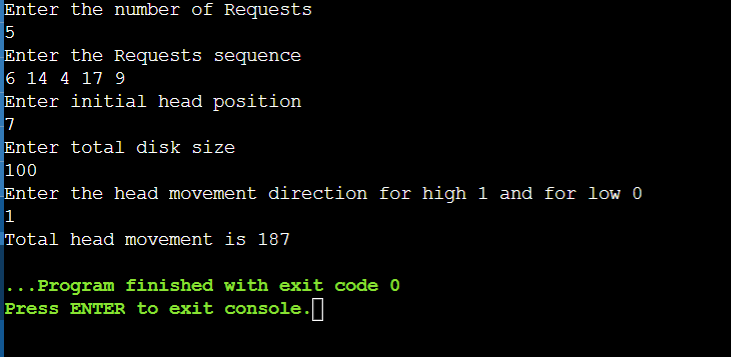 Enter the number of Requests
5
Enter the Requests sequence
6 14 4 17 9
Enter initial head position
7
Enter total disk size
100
Enter the head movement direction for high 1 and for low 0
1
Total head movement is 187
...Program finished with exit code 0
Press ENTER to exit console.